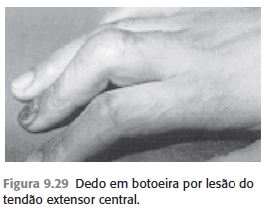 Figura 9.29 Dedo em botoeira por lesão do
tendão extensor central.